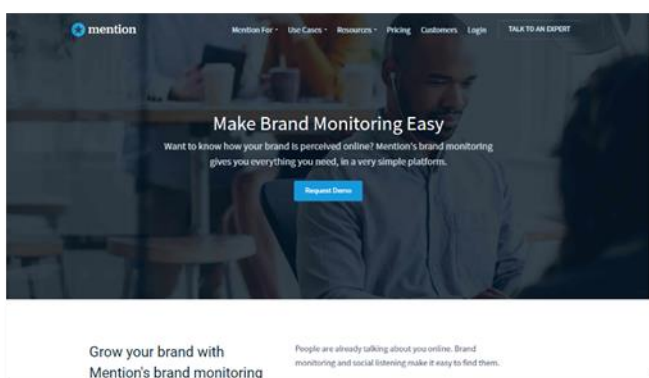 mention
Mention For Use Cases Resources Pricing Customers Login TALK TO AN EXPERT
Make Brand Monitoring Easy
Want to know how your brand is perceived online? Mention's brand monitoring
gives you everything you need, in a very simple platform.
Request Demo
Grow your brand with
Mention's brand monitoring
People are already talking about you online. Brand
monitoring and social listening make it easy to find them.